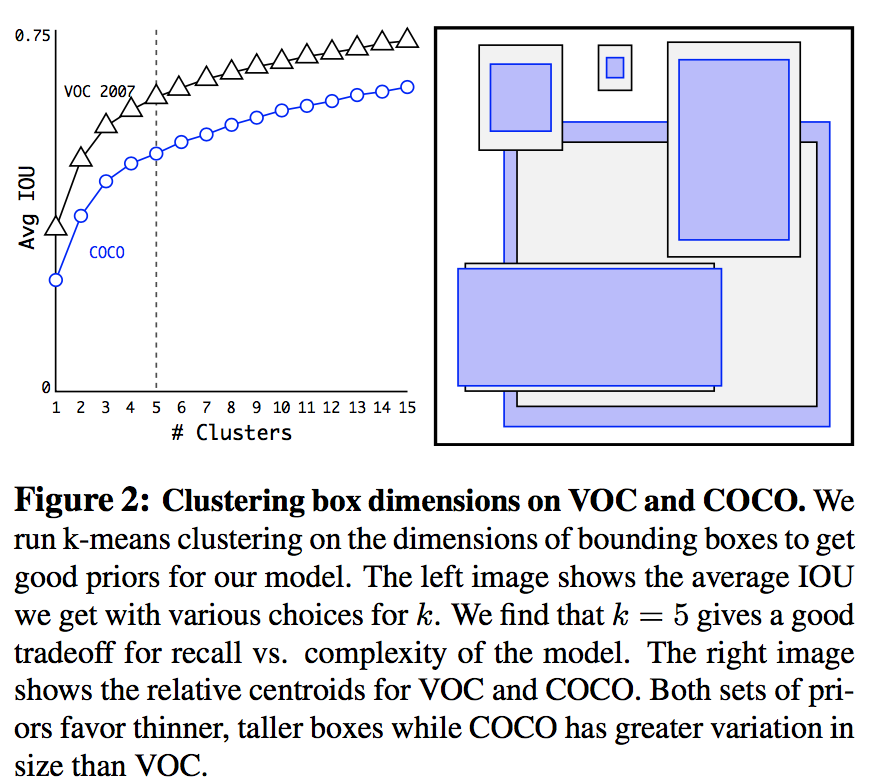 0.75
VOC 2007
Avg IOU
COCO
0
1 2 3 4 5 6 7 8 9 10 11 12 13 14 15
# Clusters
Figure 2: Clustering box dimensions on VOC and COCO. We
run k-means clustering on the dimensions of bounding boxes to get
good priors for our model. The left image shows the average IOU
we get with various choices for k. We find that k = 5 gives a good
tradeoff for recall vs. complexity of the model. The right image
shows the relative centroids for VOC and COCO. Both sets of pri-
ors favor thinner, taller boxes while COCO has greater variation in
size than VOC.